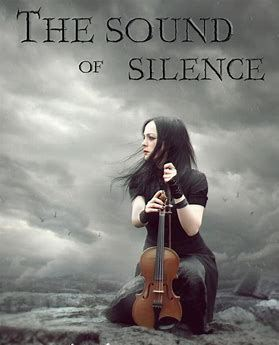 THE SOUND
OF SILENCE